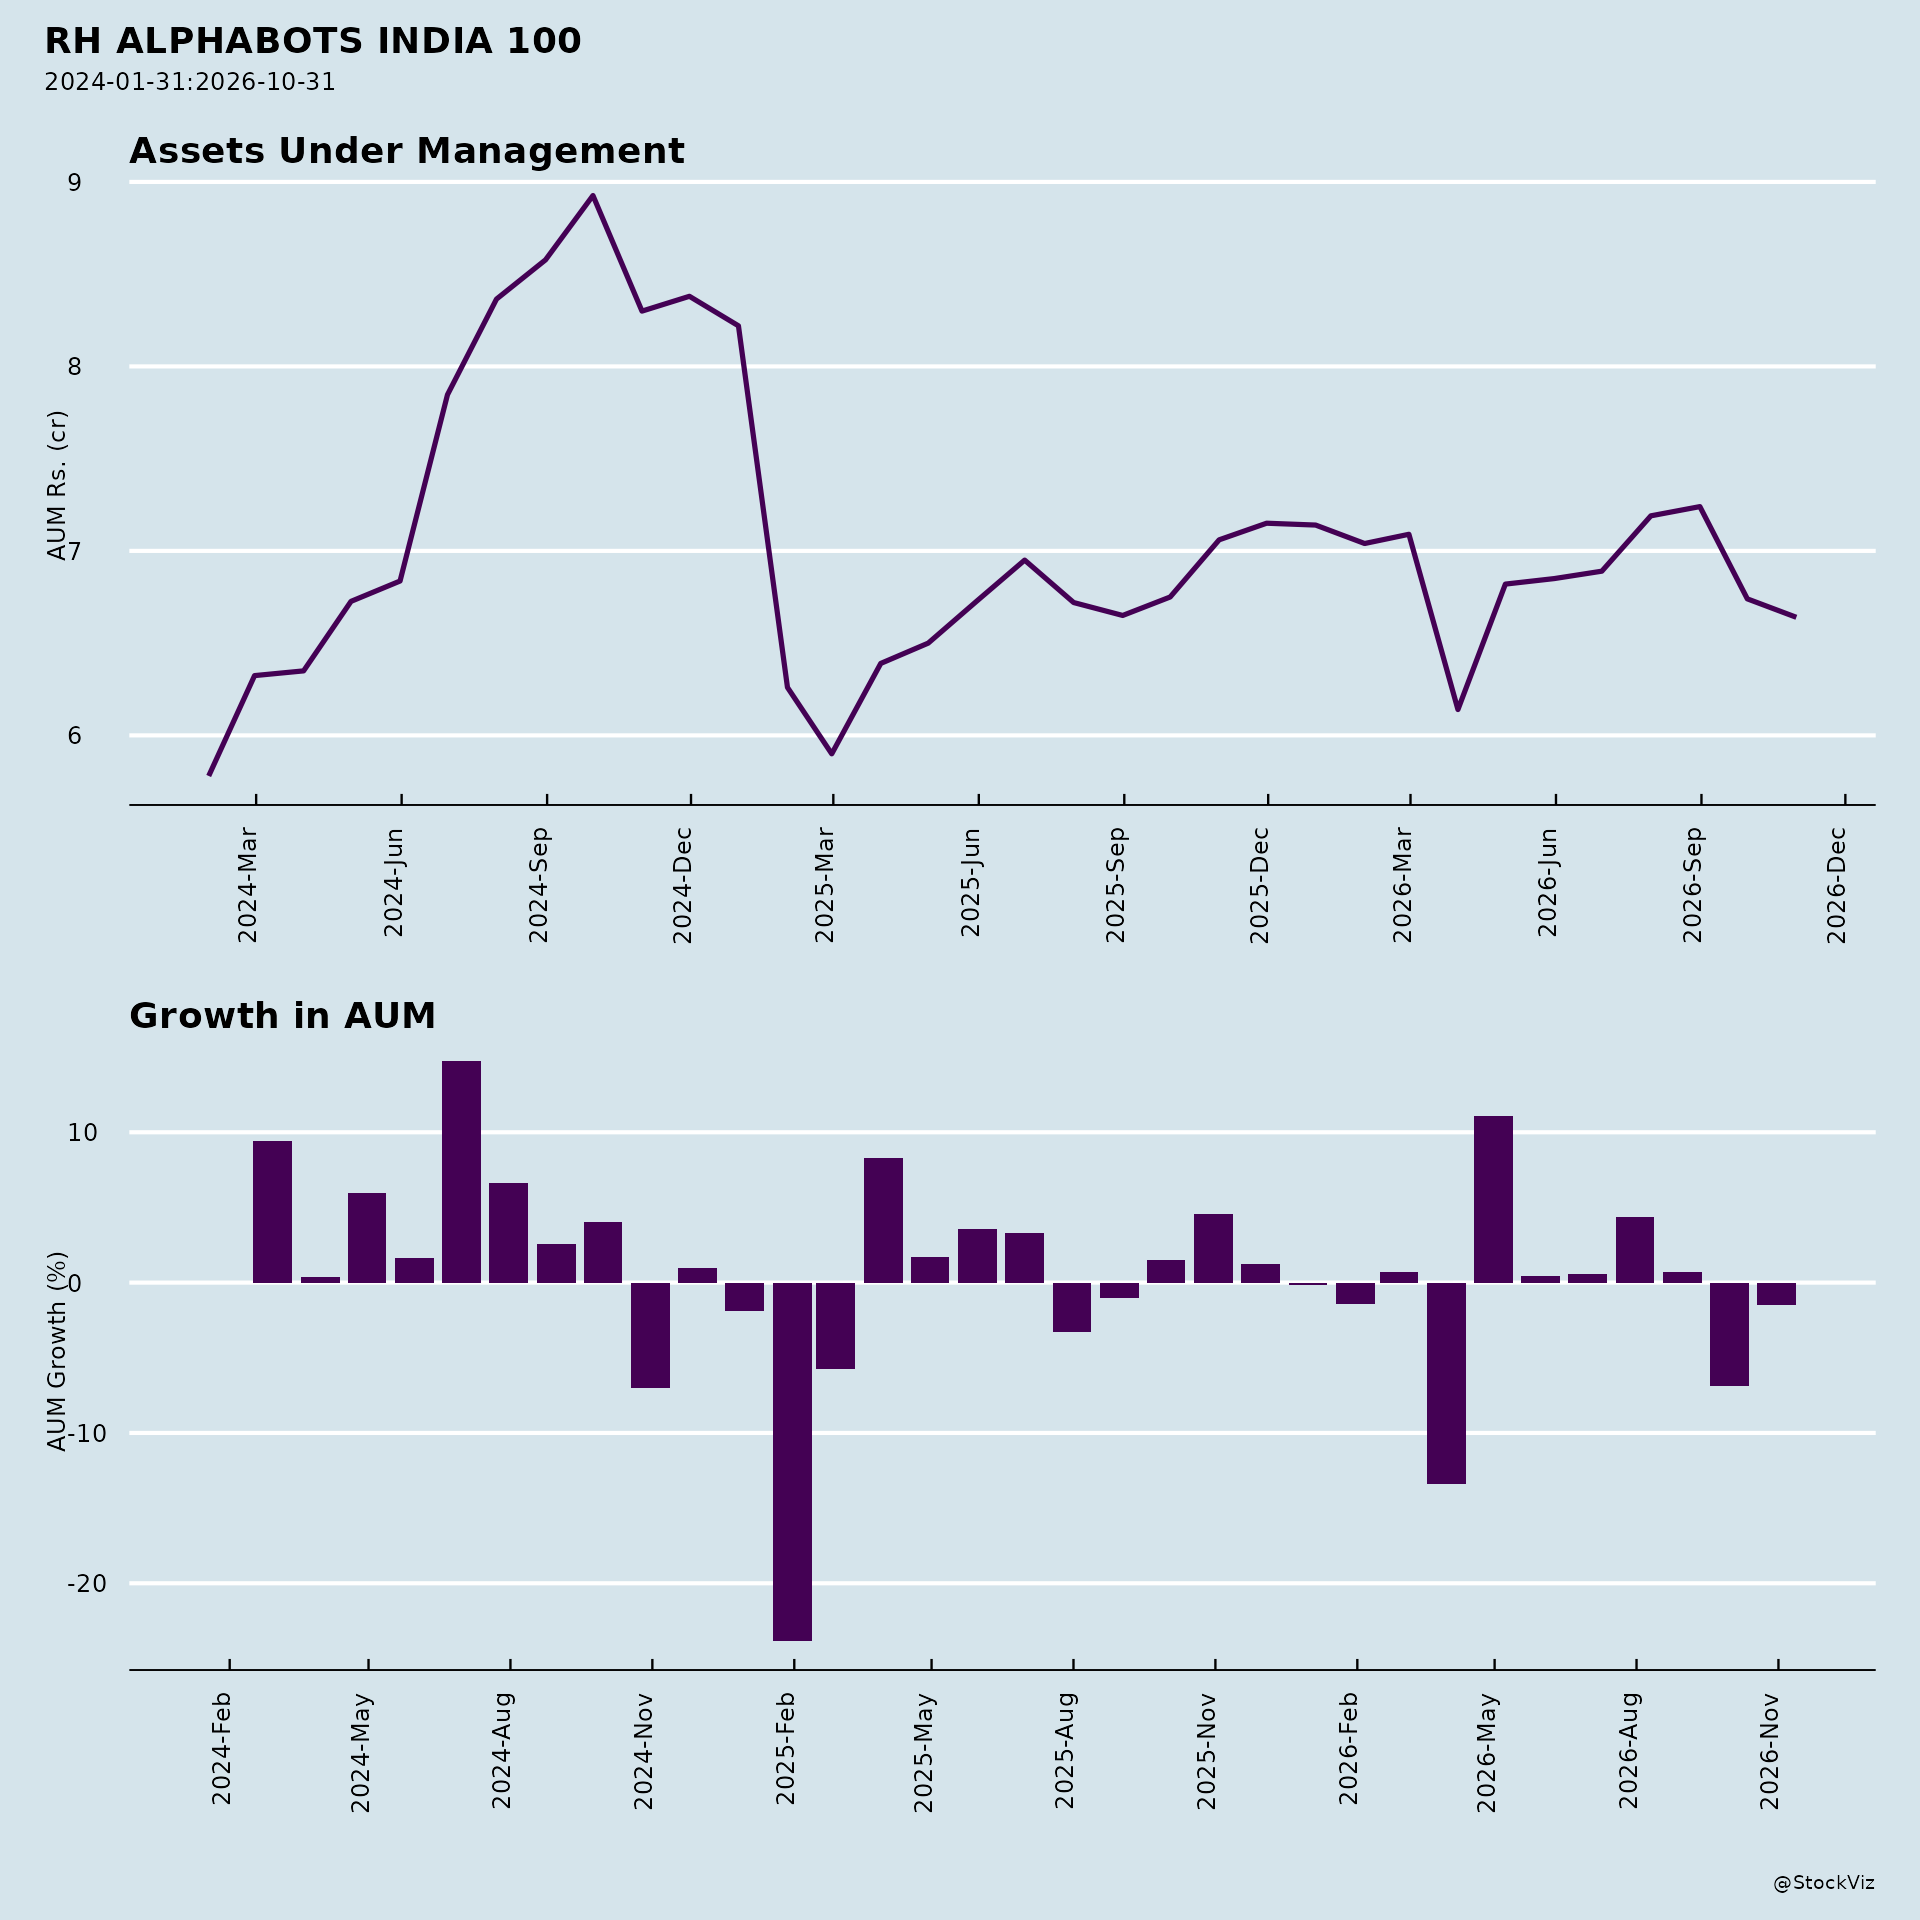 RH ALPHABOTS INDIA 100
2024-01-31:2026-10-31
Assets Under Management
AUM Rs. (cr)
9
8
7
6
2024-Mar
2024-Jun
2024-Sep
2024-Dec
2025-Mar
2025-Jun
2025-Sep
2025-Dec
2026-Mar
2026-Jun
2026-Sep
2026-Dec
Growth in AUM
AUM Growth (%)
10
0
-10
-20
2024-Feb
2024-May
2024-Aug
2024-Nov
2025-Feb
2025-May
2025-Aug
2025-Nov
2026-Feb
2026-May
2026-Aug
2026-Nov
@StockViz